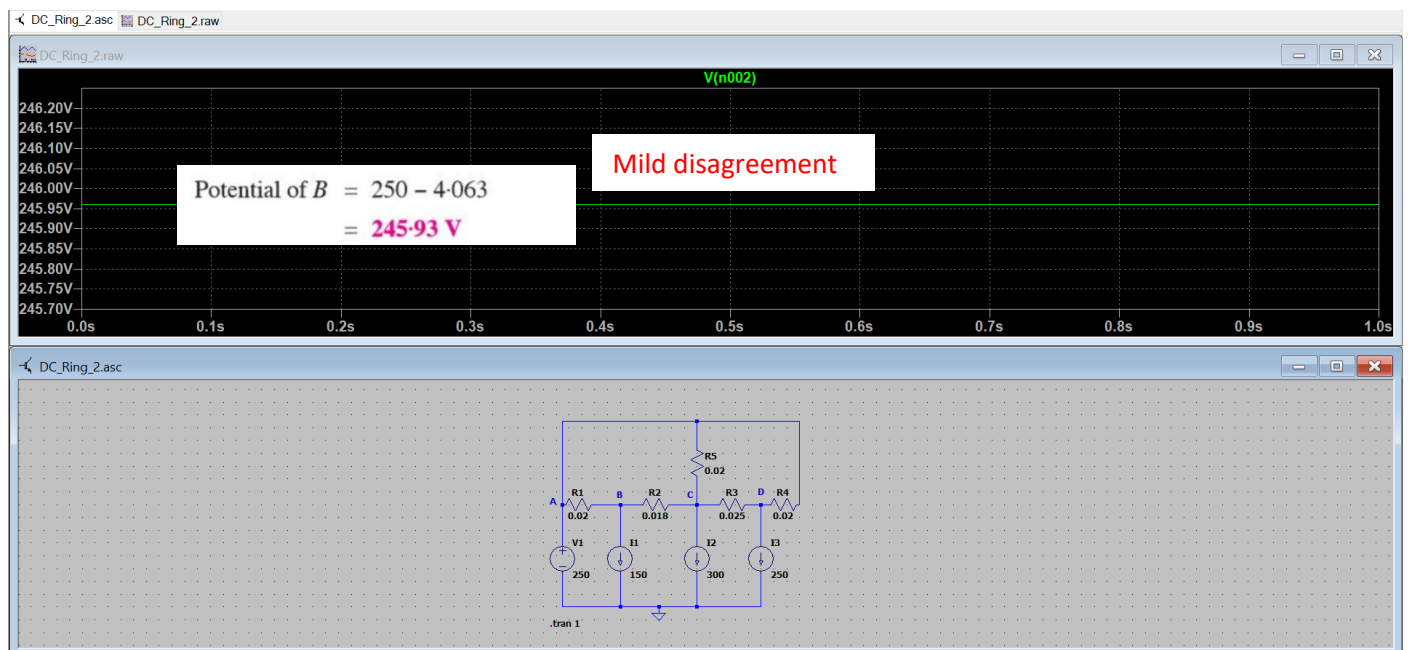 DC_Ring_2.asc DC_Ring_2.raw
DC_Ring_2.raw
V(n002)
246.20V
246.15V
246.10V
246.05V
246.00V
245.95V
245.90V
245.85V
245.80V
245.75V
245.70V
Mild disagreement
Potential of B = 250 – 4·063
= 245·93 V
0.0s 0.1s 0.2s 0.3s 0.4s 0.5s 0.6s 0.7s 0.8s 0.9s 1.0s
DC_Ring_2.asc
R5
0.02
A R1 B R2 C R3 D R4
0.02 0.018 0.025 0.02
V1 I1 I2 I3
250 150 300 250
.tran 1